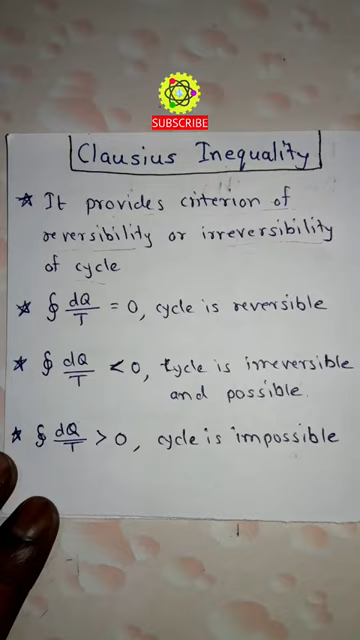 SUBSCRIBE
Clausius Inequality
★ It provides criterion of
reversibility or irreversibility
of cycle
★ ∮ dQ/T = 0, cycle is reversible
★ ∮ dQ/T < 0, cycle is irreversible
and possible.
★ ∮ dQ/T > 0, cycle is impossible